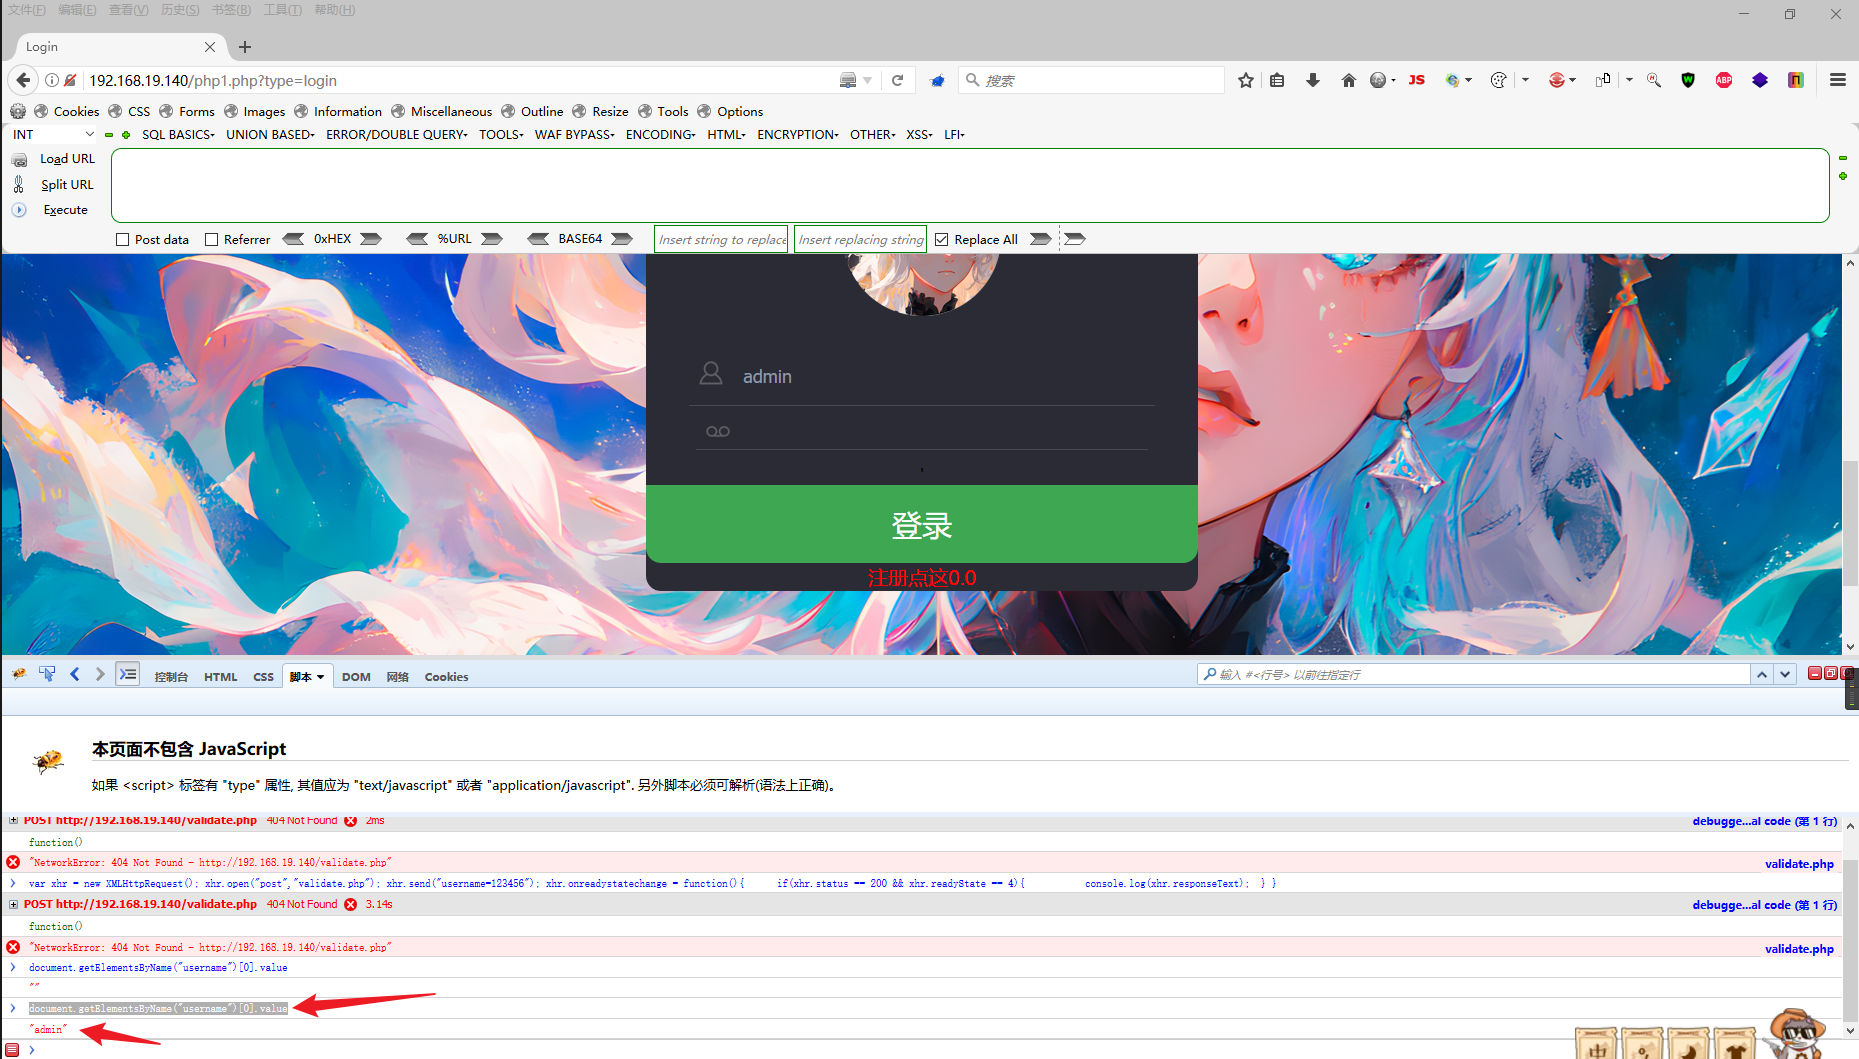 文件(F) 编辑(E) 查看(V) 历史(S) 书签(B) 工具(T) 帮助(H)
Login
192.168.19.140/php1.php?type=login
搜索
JS
ABP
Cookies CSS Forms Images Information Miscellaneous Outline Resize Tools Options
INT SQL BASICS UNION BASED ERROR/DOUBLE QUERY TOOLS WAF BYPASS ENCODING HTML ENCRYPTION OTHER XSS LFI
Load URL
Split URL
Execute
Post data Referrer 0xHEX %URL BASE64 Insert string to replace Insert replacing string Replace All
admin
登录
注册点这0.0
控制台 HTML CSS 脚本 DOM 网络 Cookies
输入 #<行号> 以前往指定行
本页面不包含 JavaScript
如果 <script> 标签有 "type" 属性, 其值应为 "text/javascript" 或者 "application/javascript". 另外脚本必须可解析(语法上正确)。
POST http://192.168.19.140/validate.php 404 Not Found 2ms debugge...al code (第 1 行)
function()
"NetworkError: 404 Not Found - http://192.168.19.140/validate.php" validate.php
var xhr = new XMLHttpRequest(); xhr.open("post","validate.php"); xhr.send("username=123456"); xhr.onreadystatechange = function(){ if(xhr.status == 200 && xhr.readyState == 4){ console.log(xhr.responseText); } }
POST http://192.168.19.140/validate.php 404 Not Found 3.14s debugge...al code (第 1 行)
function()
"NetworkError: 404 Not Found - http://192.168.19.140/validate.php" validate.php
document.getElementsByName("username")[0].value
""
document.getElementsByName("username")[0].value
"admin"
中